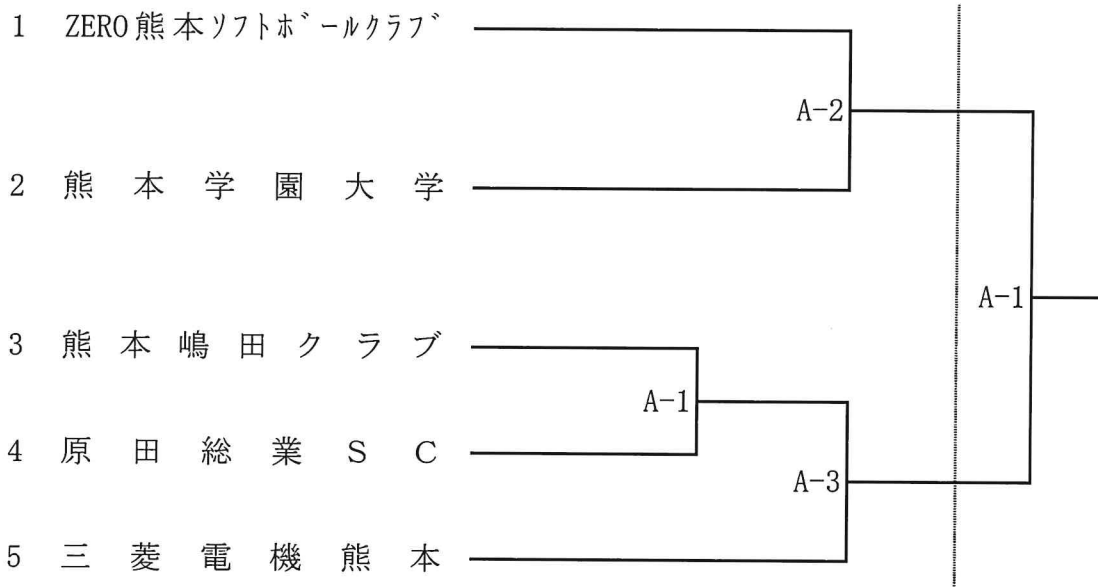 1 ZERO熊本ソフトボールクラブ
A-2
2 熊本学園大学
A-1
3 熊本嶋田クラブ
A-1
4 原田総業SC
A-3
5 三菱電機熊本